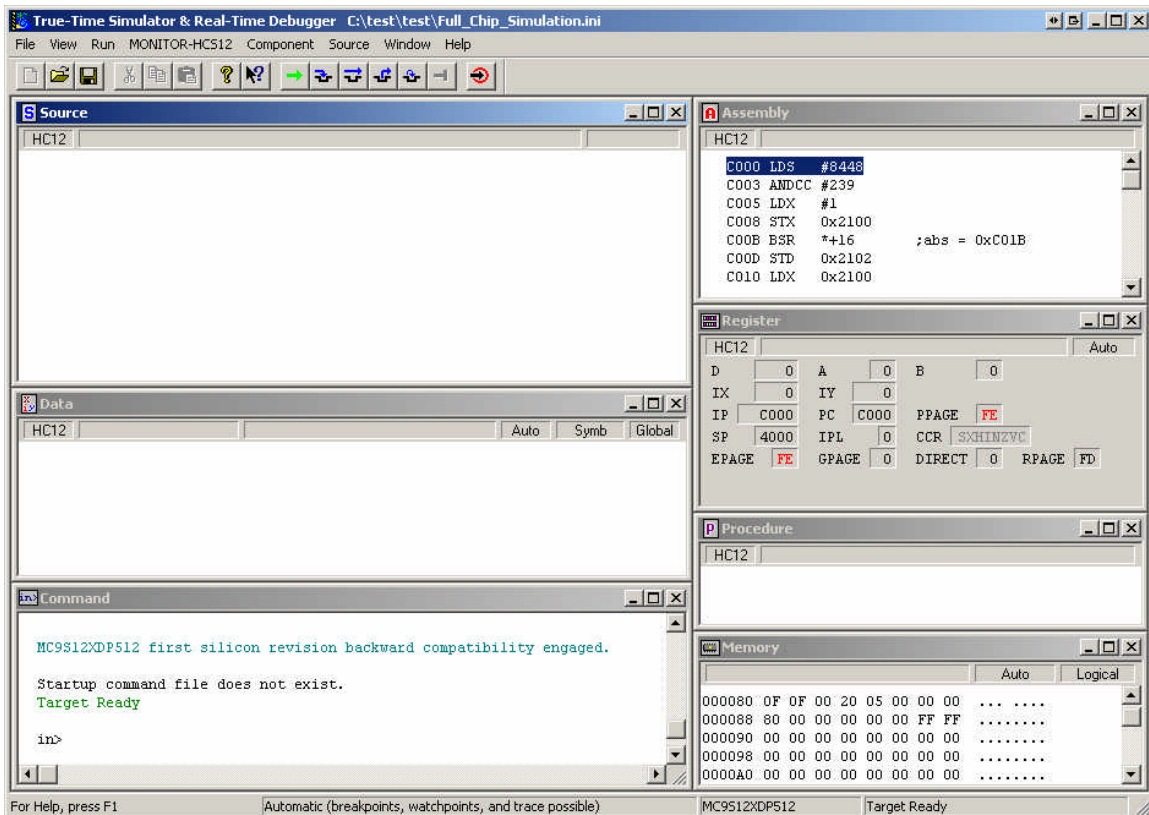 True-Time Simulator & Real-Time Debugger C:\test\test\Full_Chip_Simulation.ini
File View Run MONITOR-HCS12 Component Source Window Help
S Source
HC12
Data
HC12 Auto Symb Global
in> Command
MC9S12XDP512 first silicon revision backward compatibility engaged.
Startup command file does not exist.
Target Ready
in>
A Assembly
HC12
C000 LDS #8448
C003 ANDCC #239
C005 LDX #1
C008 STX 0x2100
C00B BSR *+16 ;abs = 0xC01B
C00D STD 0x2102
C010 LDX 0x2100
Register
HC12 Auto
D 0 A 0 B 0
IX 0 IY 0
IP C000 PC C000 PPAGE FE
SP 4000 IPL 0 CCR SXHINZVC
EPAGE FE GPAGE 0 DIRECT 0 RPAGE FD
P Procedure
HC12
Memory
Auto Logical
000080 0F 0F 00 20 05 00 00 00 ... ....
000088 80 00 00 00 00 00 FF FF ........
000090 00 00 00 00 00 00 00 00 ........
000098 00 00 00 00 00 00 00 00 ........
0000A0 00 00 00 00 00 00 00 00 ........
For Help, press F1 Automatic (breakpoints, watchpoints, and trace possible) MC9S12XDP512 Target Ready